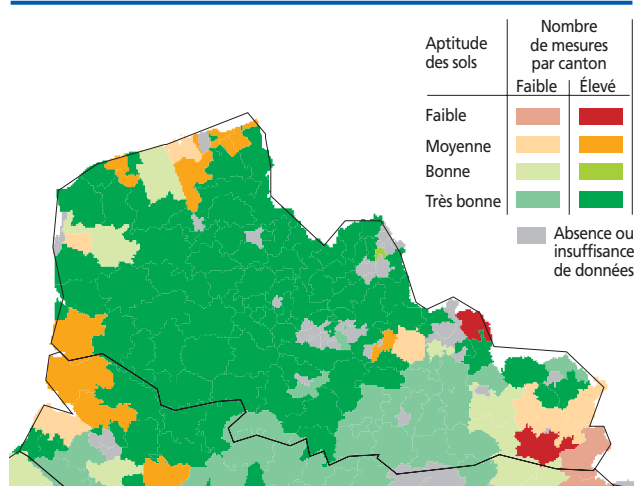 Aptitude
des sols
Nombre
de mesures
par canton
Faible
Élevé
Faible
Moyenne
Bonne
Très bonne
Absence ou
insuffisance
de données